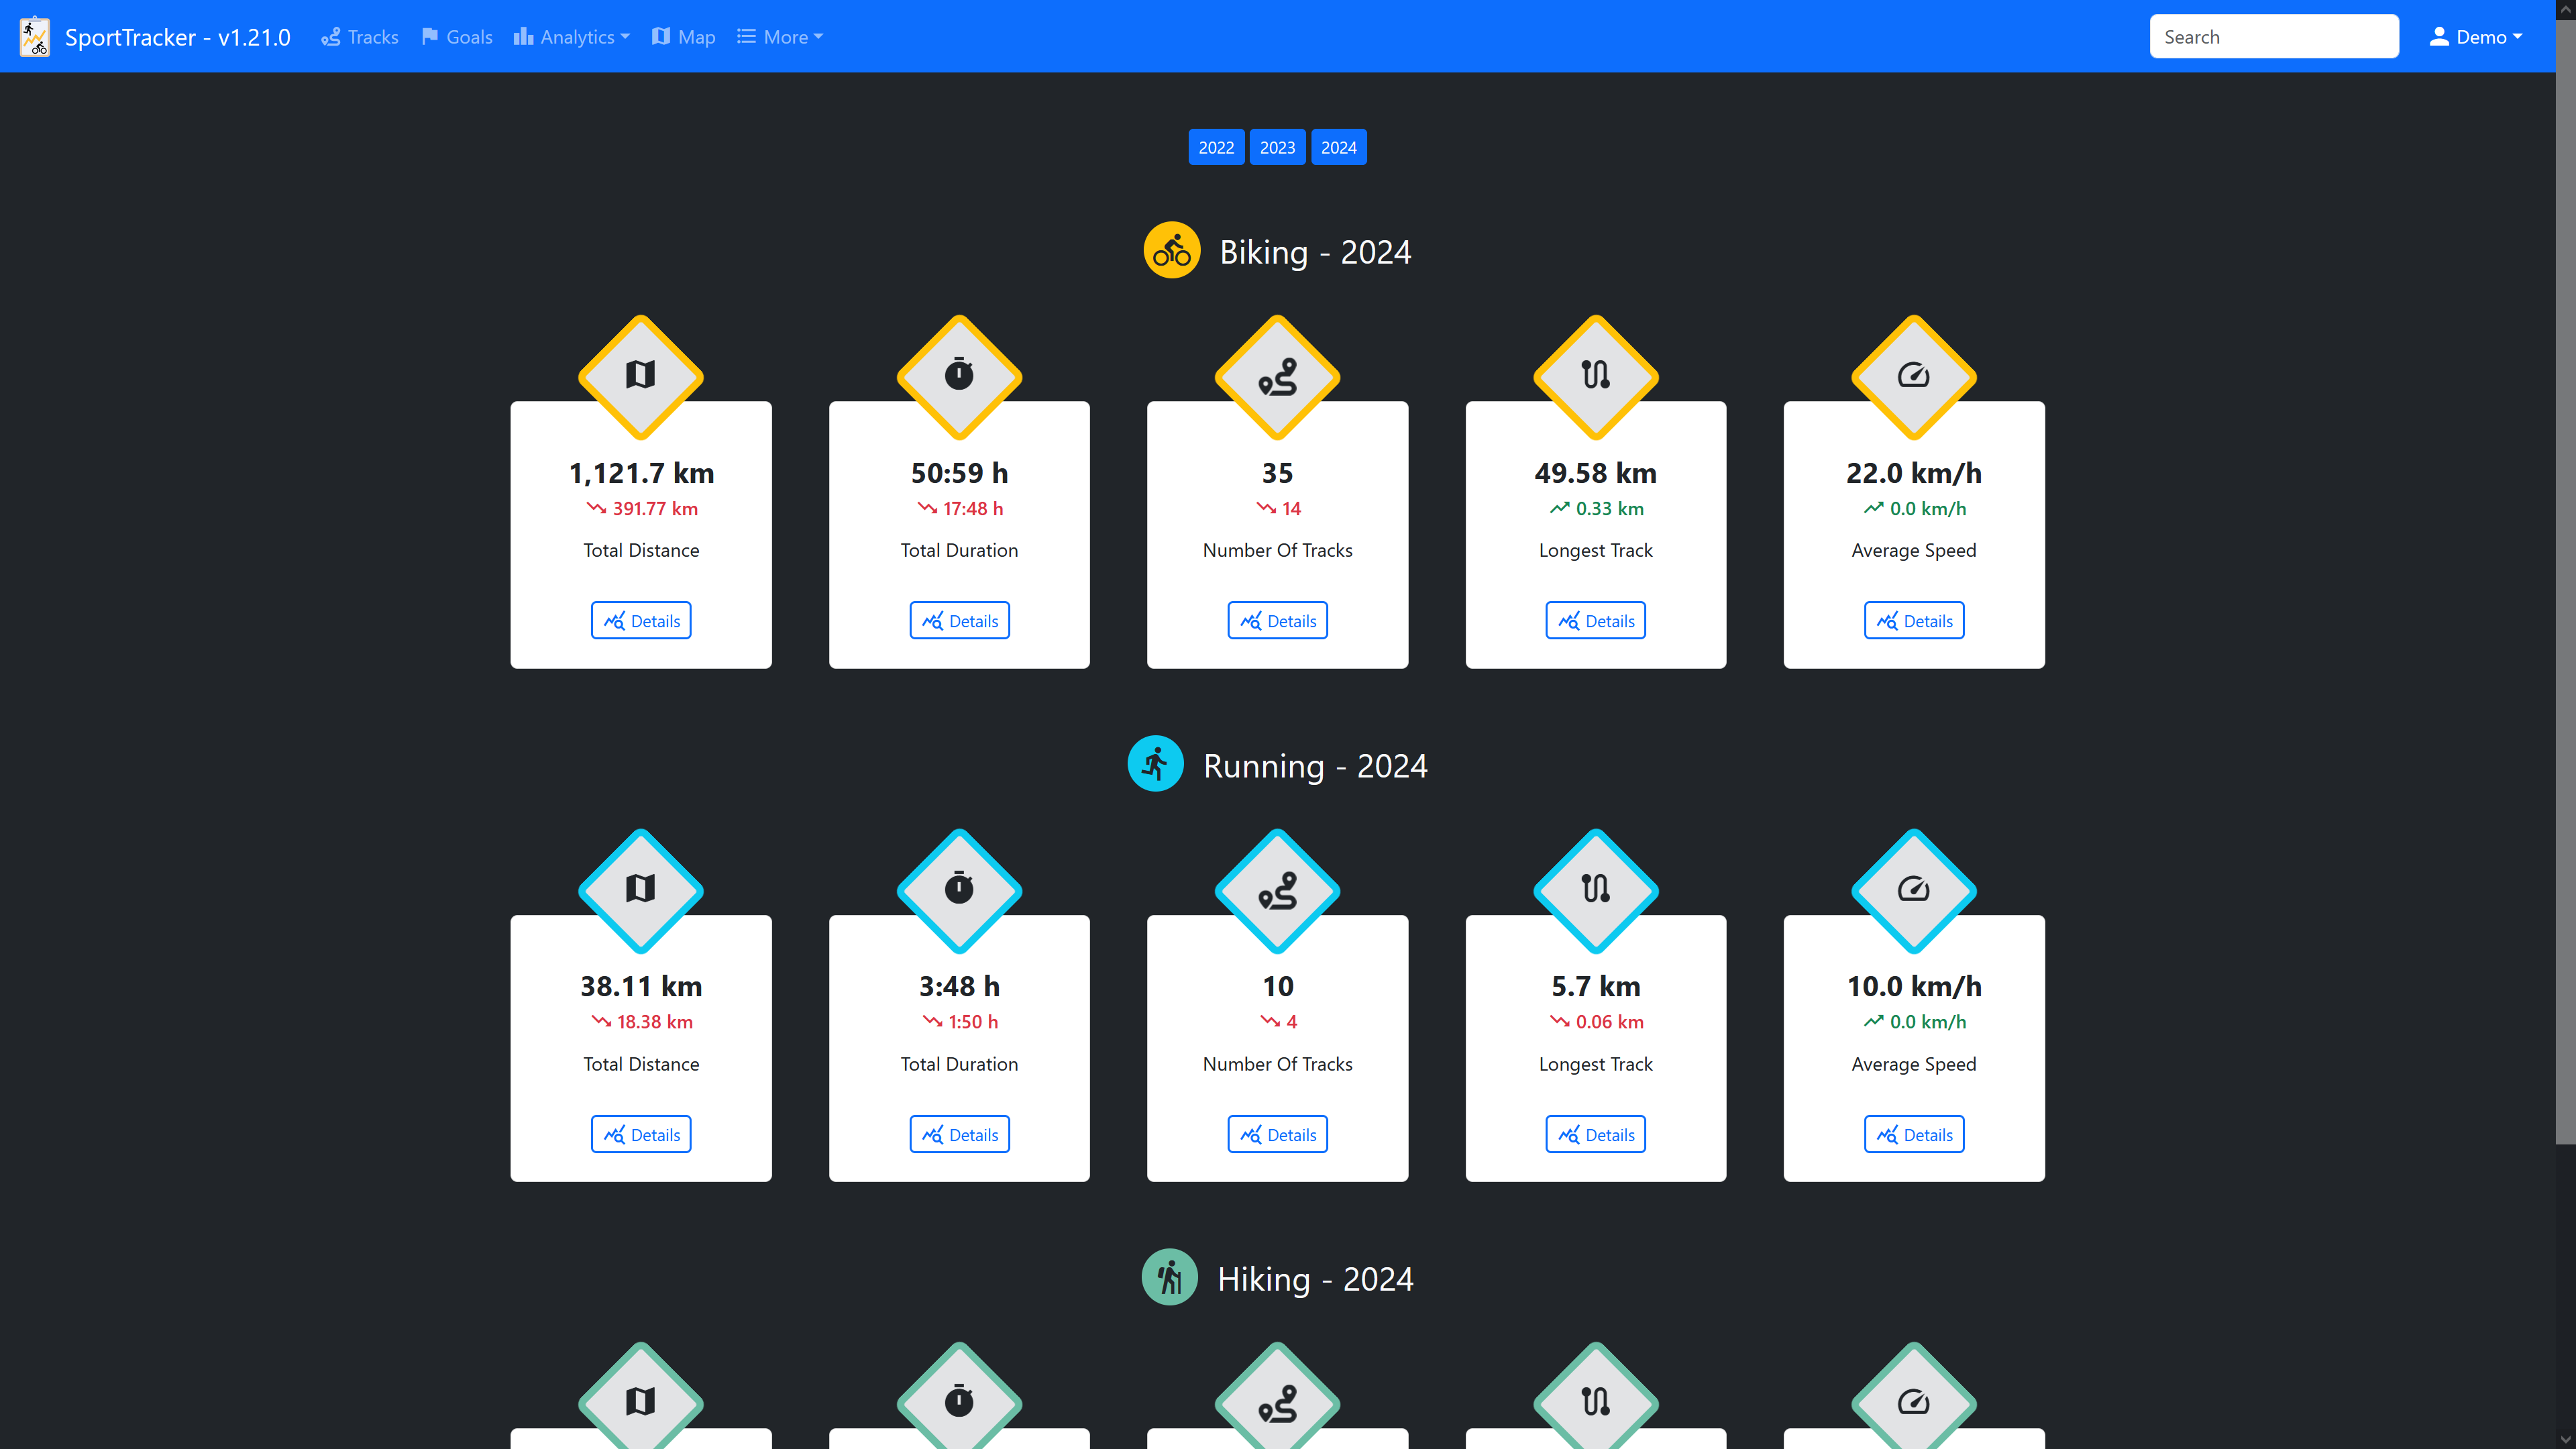 SportTracker - v1.21.0 Tracks Goals Analytics Map More Search Demo
2022 2023 2024
Biking - 2024
1,121.7 km 50:59 h 35 49.58 km 22.0 km/h
391.77 km 17:48 h 14 0.33 km 0.0 km/h
Total Distance Total Duration Number Of Tracks Longest Track Average Speed
Details Details Details Details Details
Running - 2024
38.11 km 3:48 h 10 5.7 km 10.0 km/h
18.38 km 1:50 h 4 0.06 km 0.0 km/h
Total Distance Total Duration Number Of Tracks Longest Track Average Speed
Details Details Details Details Details
Hiking - 2024